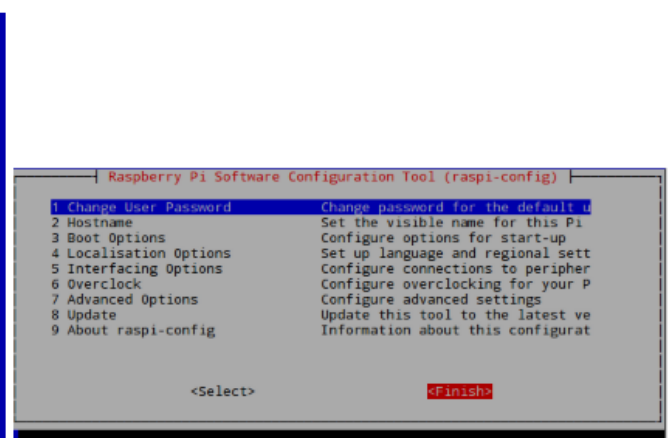 Raspberry Pi Software Configuration Tool (raspi-config)
1 Change User Password Change password for the default u
2 Hostname Set the visible name for this Pi
3 Boot Options Configure options for start-up
4 Localisation Options Set up language and regional sett
5 Interfacing Options Configure connections to peripher
6 Overclock Configure overclocking for your P
7 Advanced Options Configure advanced settings
8 Update Update this tool to the latest ve
9 About raspi-config Information about this configurat
<Select> <Finish>